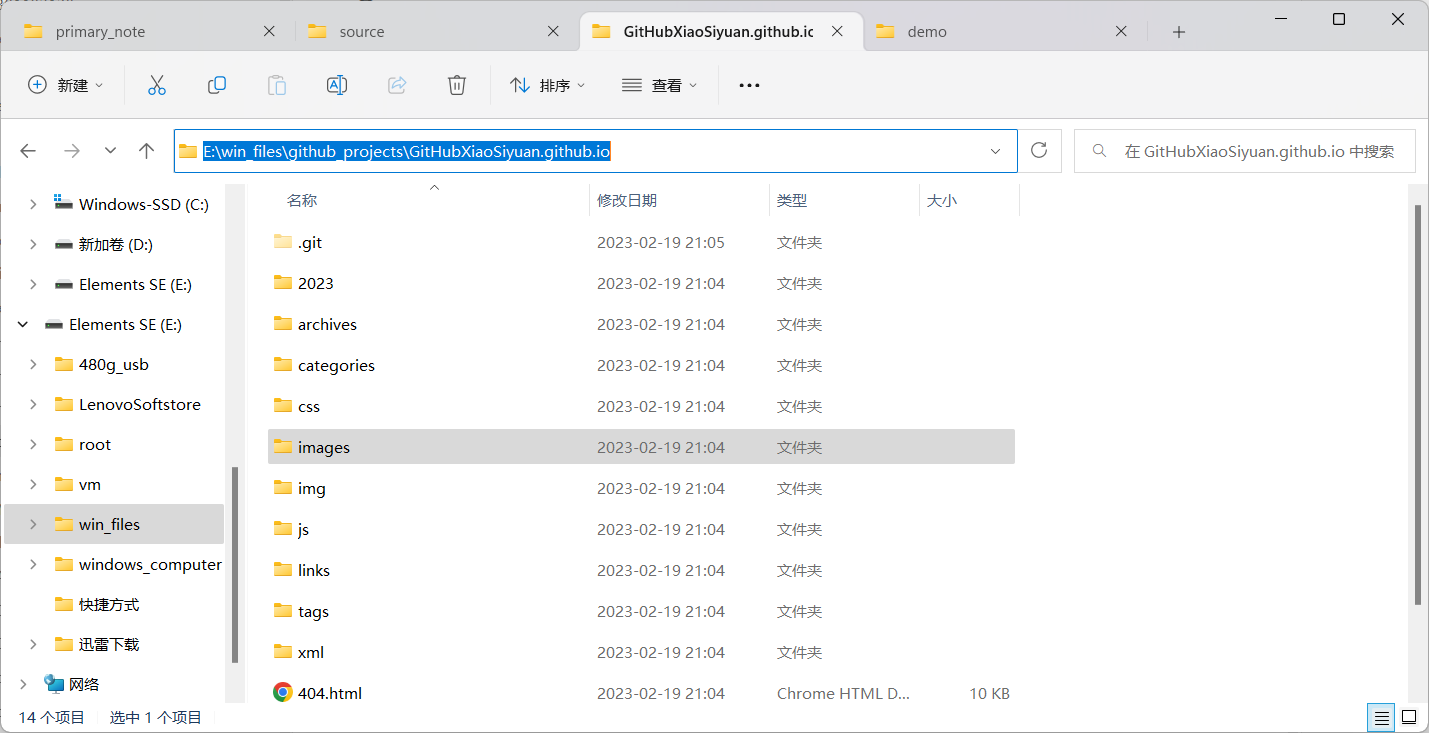 primary_note source GitHubXiaoSiyuan.github.io demo
新建 排序 查看
E:\win_files\github_projects\GitHubXiaoSiyuan.github.io 在 GitHubXiaoSiyuan.github.io 中搜索
Windows-SSD (C:)
新加卷 (D:)
Elements SE (E:)
Elements SE (E:)
480g_usb
LenovoSoftstore
root
vm
win_files
windows_computer
快捷方式
迅雷下载
网络
名称 修改日期 类型 大小
.git 2023-02-19 21:05 文件夹
2023 2023-02-19 21:04 文件夹
archives 2023-02-19 21:04 文件夹
categories 2023-02-19 21:04 文件夹
css 2023-02-19 21:04 文件夹
images 2023-02-19 21:04 文件夹
img 2023-02-19 21:04 文件夹
js 2023-02-19 21:04 文件夹
links 2023-02-19 21:04 文件夹
tags 2023-02-19 21:04 文件夹
xml 2023-02-19 21:04 文件夹
404.html 2023-02-19 21:04 Chrome HTML D... 10 KB
14 个项目 选中 1 个项目